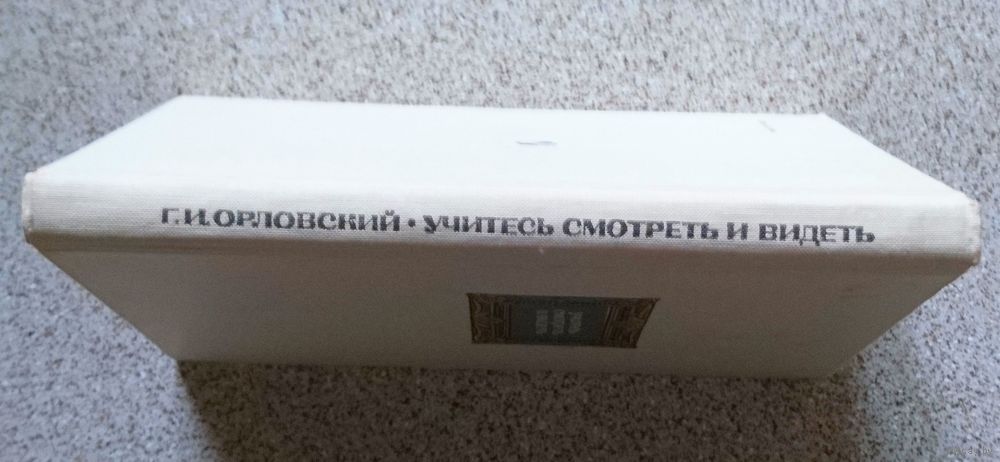 Г.И.ОРЛОВСКИЙ • УЧИТЕСЬ СМОТРЕТЬ И ВИДЕТЬ